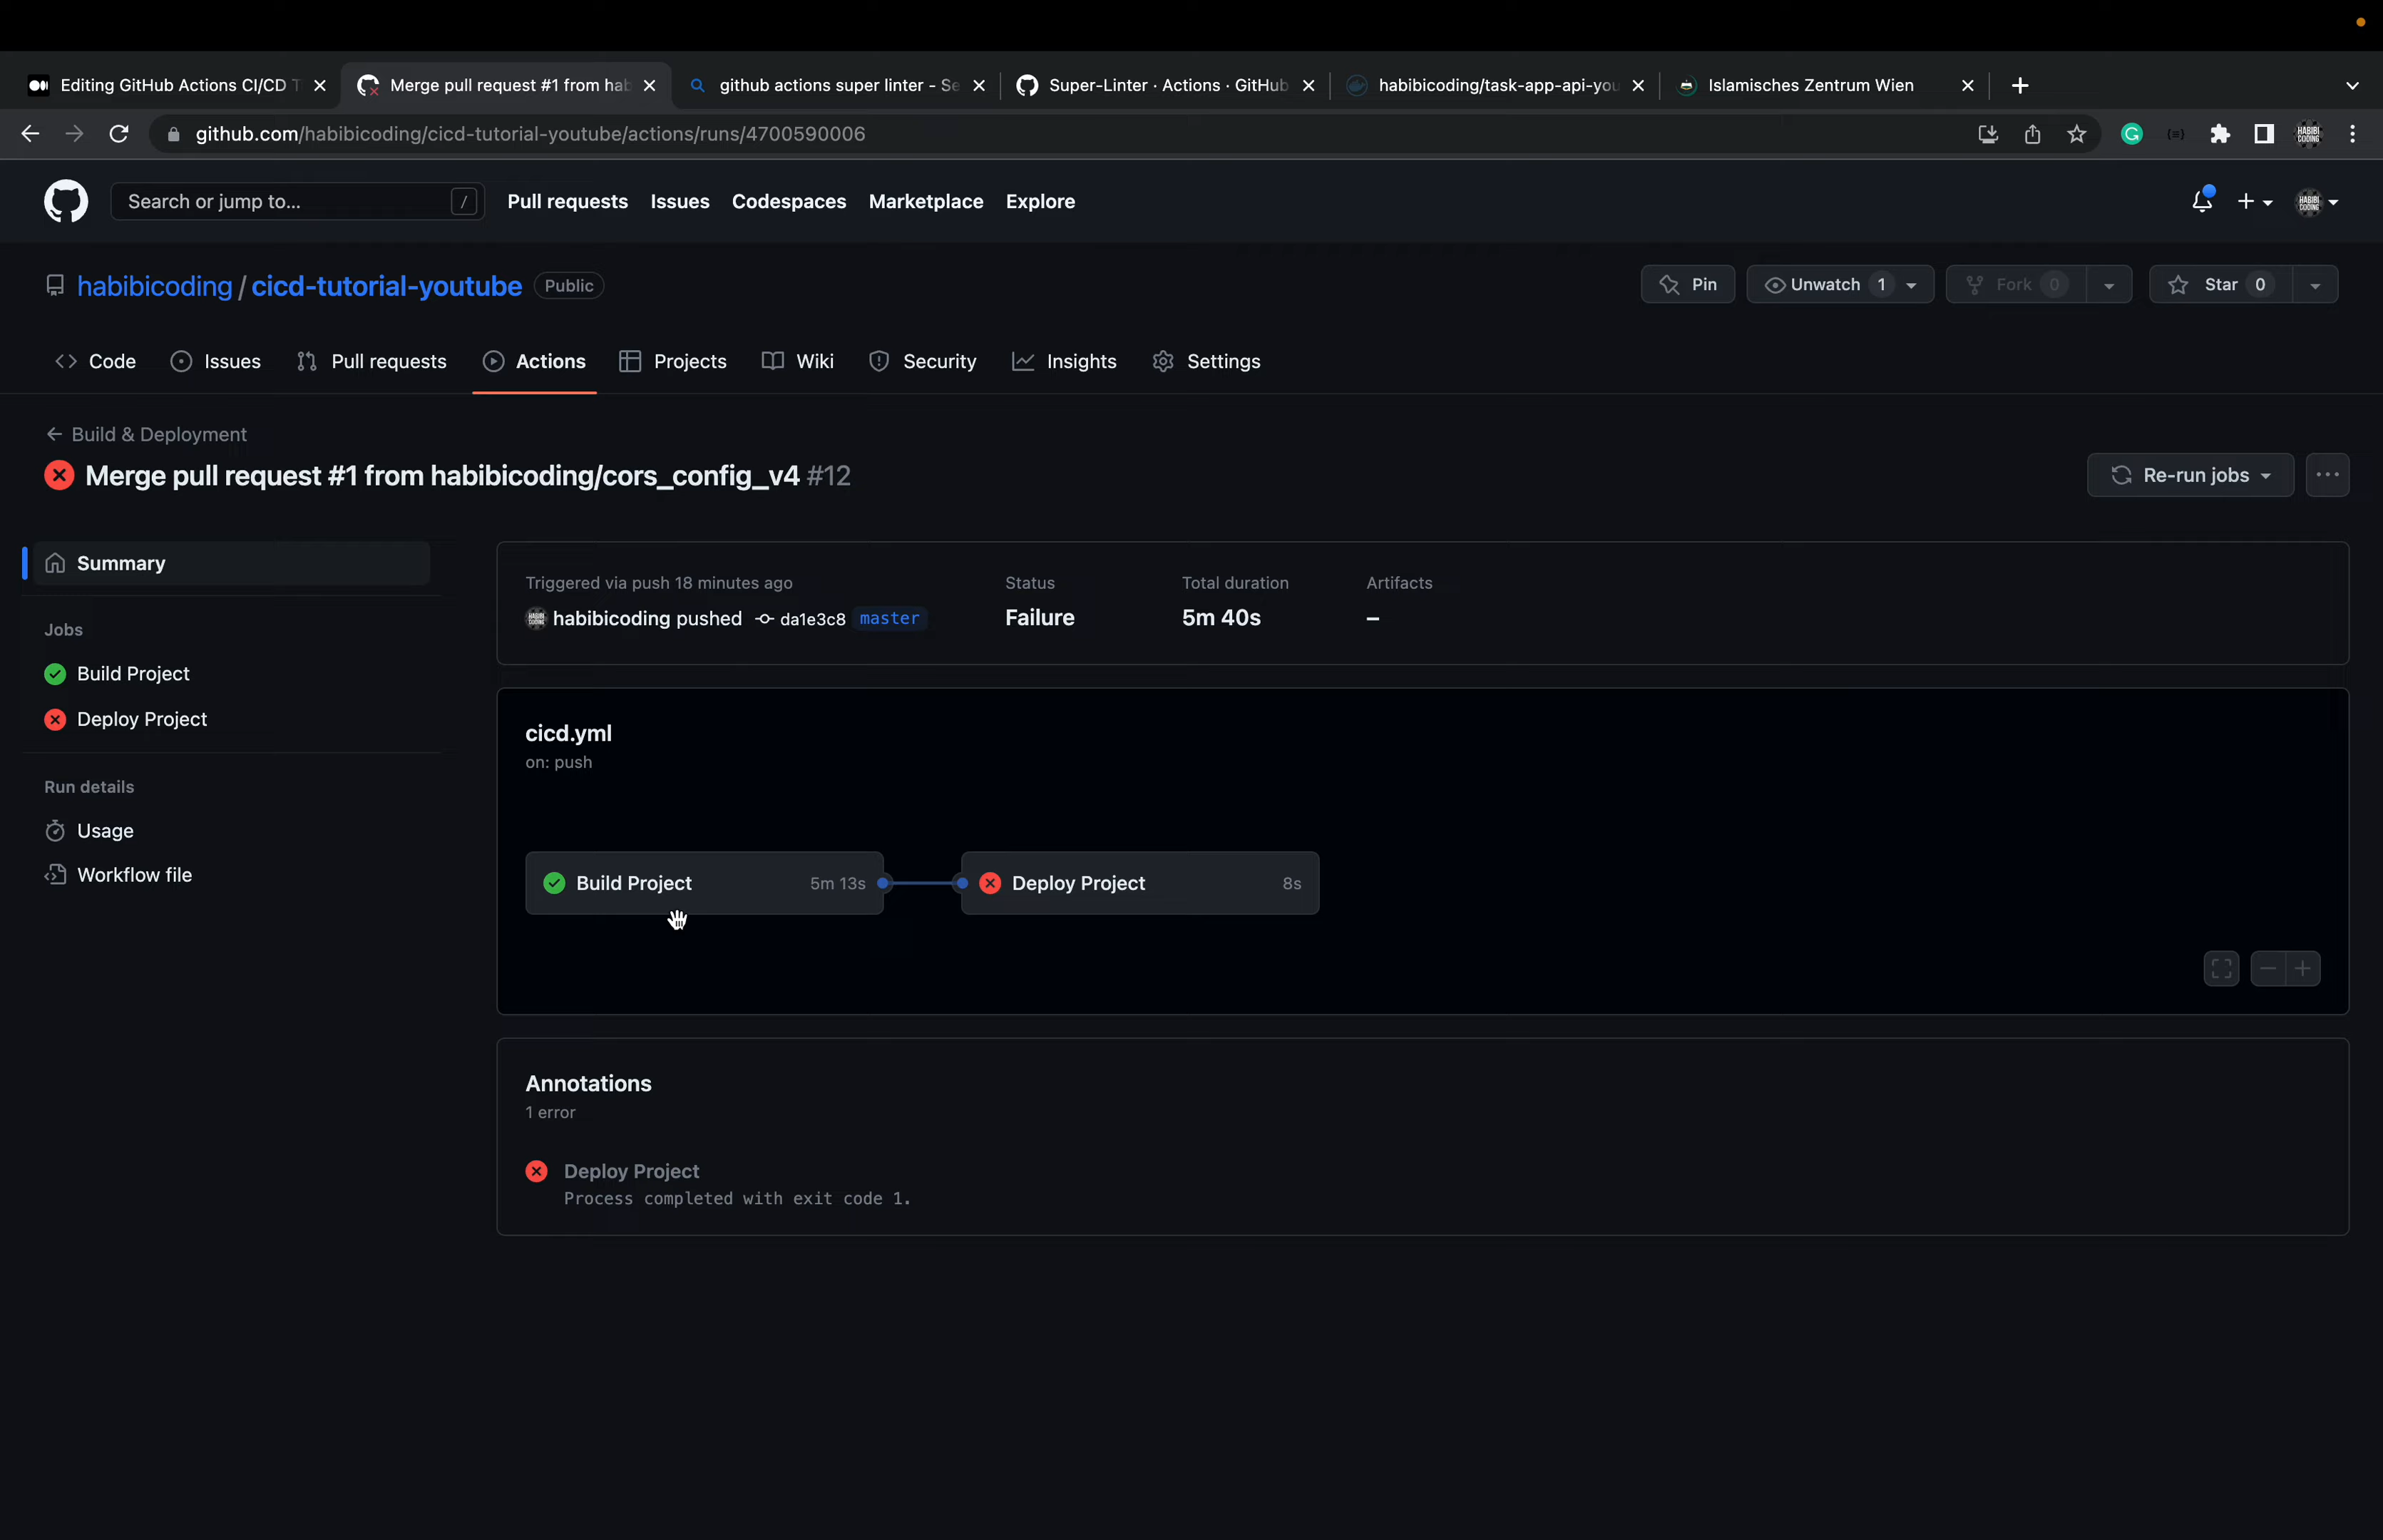 Editing GitHub Actions CI/CD T
Merge pull request #1 from hab
github actions super linter - Se
Super-Linter · Actions · GitHub
habibicoding/task-app-api-you
Islamisches Zentrum Wien
github.com/habibicoding/cicd-tutorial-youtube/actions/runs/4700590006
Search or jump to...
/
Pull requests
Issues
Codespaces
Marketplace
Explore
habibicoding / cicd-tutorial-youtube
Public
Pin
Unwatch 1
Fork 0
Star 0
Code
Issues
Pull requests
Actions
Projects
Wiki
Security
Insights
Settings
Build & Deployment
Merge pull request #1 from habibicoding/cors_config_v4 #12
Re-run jobs
Summary
Jobs
Build Project
Deploy Project
Run details
Usage
Workflow file
Triggered via push 18 minutes ago
habibicoding pushed da1e3c8 master
Status
Failure
Total duration
5m 40s
Artifacts
–
cicd.yml
on: push
Build Project 5m 13s
Deploy Project 8s
Annotations
1 error
Deploy Project
Process completed with exit code 1.